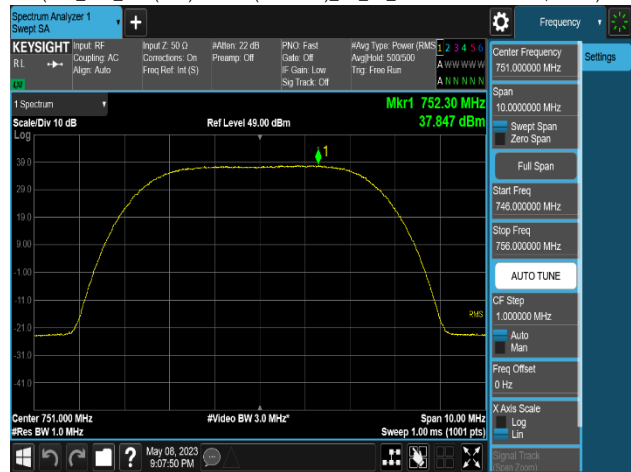 Spectrum Analyzer 1
Swept SA
Frequency
KEYSIGHT
RL
Input: RF
Coupling: AC
Align: Auto
Input Z: 50 Ω
Corrections: On
Freq Ref: Int (S)
#Atten: 22 dB
Preamp: Off
PNO: Fast
Gate: Off
IF Gain: Low
Sig Track: Off
#Avg Type: Power (RMS
Avg|Hold: 500/500
Trig: Free Run
1 2 3 4 5 6
A W W W W W
A N N N N N
1 Spectrum
Scale/Div 10 dB
Log
Ref Level 49.00 dBm
Mkr1 752.30 MHz
37.847 dBm
1
39.0
29.0
19.0
9.00
-1.00
-11.0
-21.0
-31.0
-41.0
RMS
Center 751.000 MHz
#Res BW 1.0 MHz
#Video BW 3.0 MHz*
Span 10.00 MHz
Sweep 1.00 ms (1001 pts)
May 08, 2023
9:07:50 PM
Center Frequency
751.000000 MHz
Span
10.0000000 MHz
Swept Span
Zero Span
Full Span
Start Freq
746.000000 MHz
Stop Freq
756.000000 MHz
AUTO TUNE
CF Step
1.000000 MHz
Auto
Man
Freq Offset
0 Hz
X Axis Scale
Log
Lin
Signal Track
(Span Zoom)
Settings